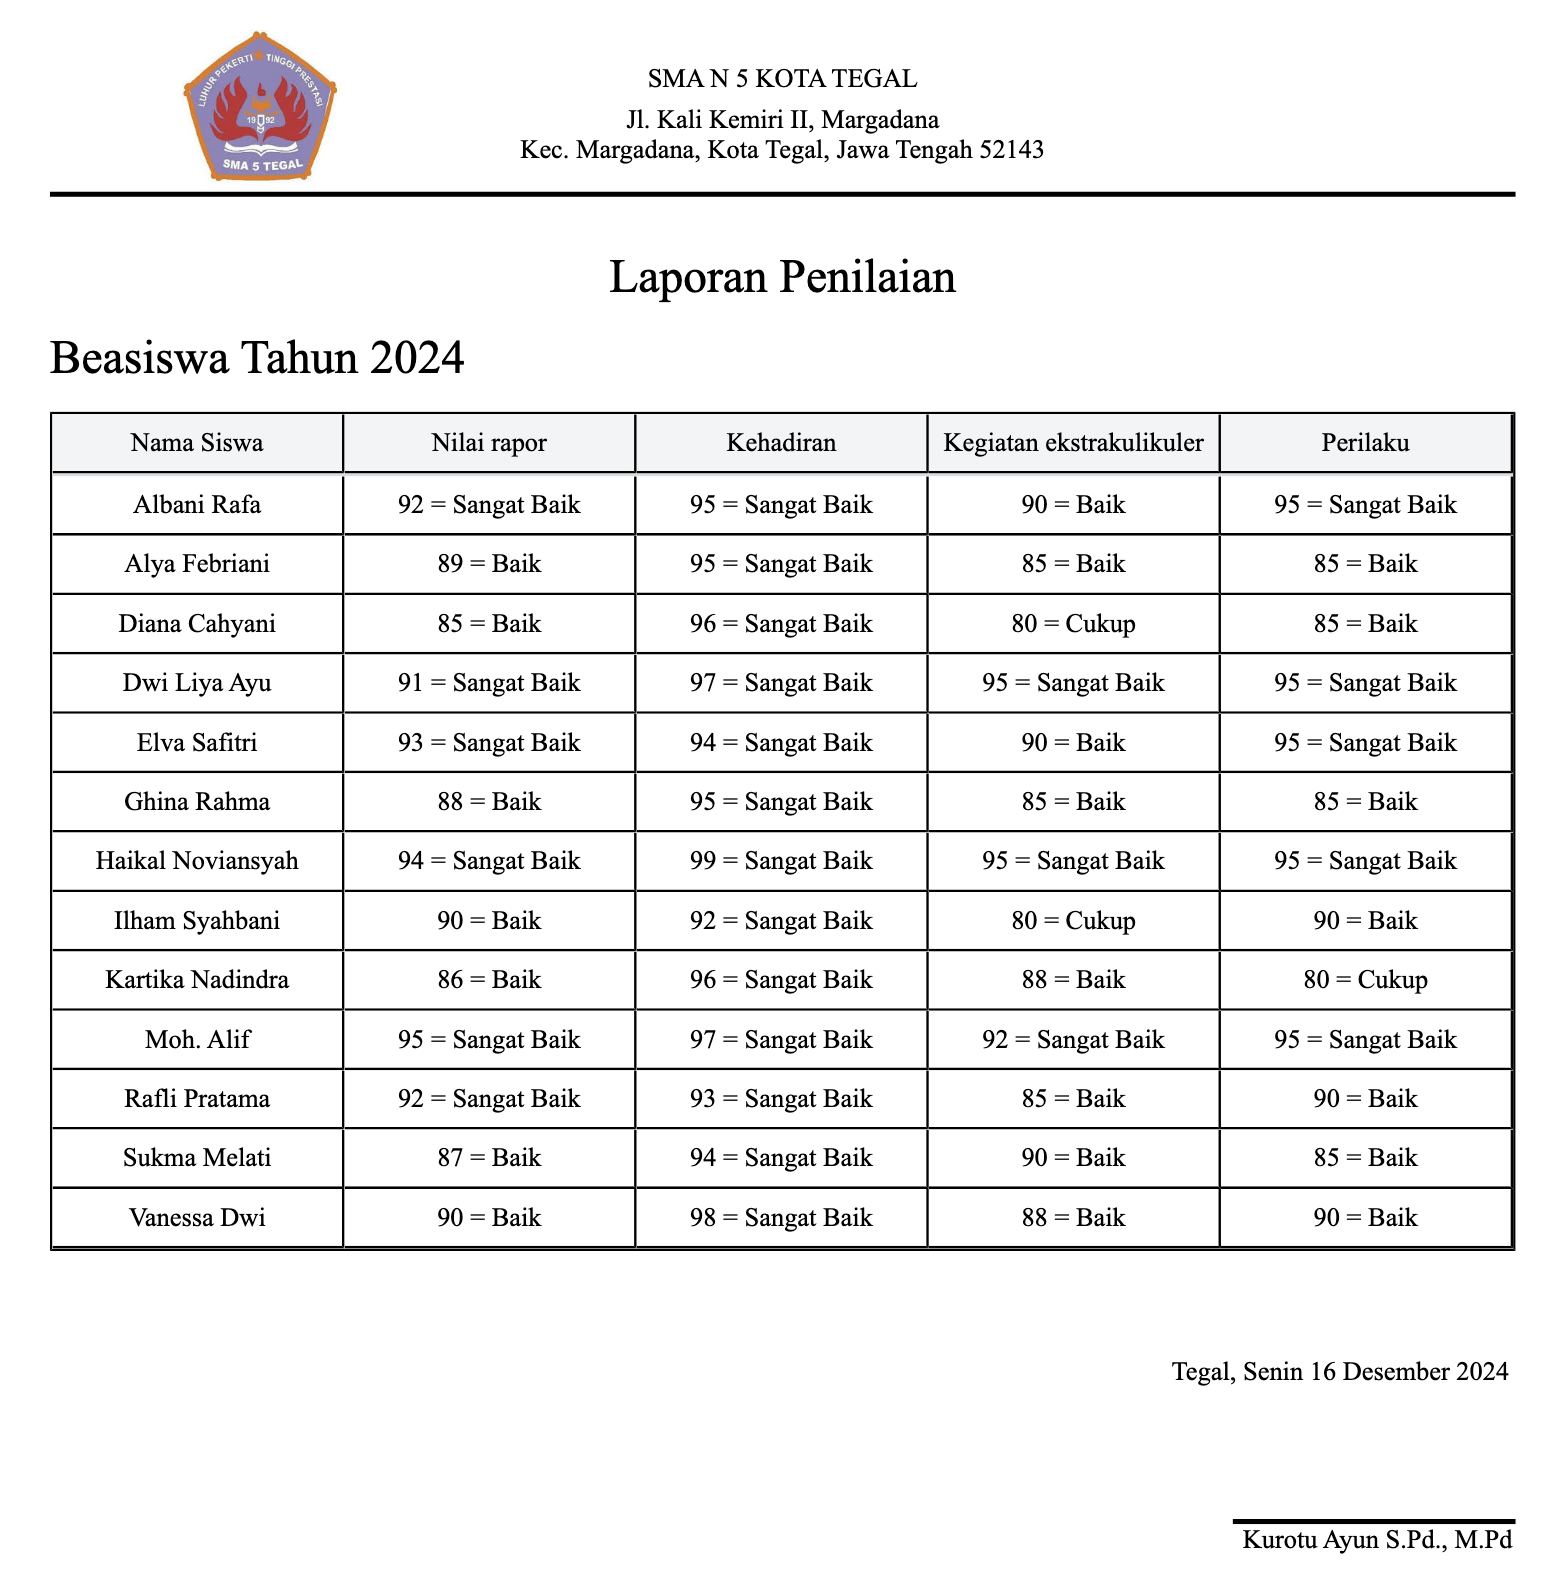 LUHUR PEKERTI TINGGI PRESTASI
19 92
SMA 5 TEGAL
SMA N 5 KOTA TEGAL
Jl. Kali Kemiri II, Margadana
Kec. Margadana, Kota Tegal, Jawa Tengah 52143
Laporan Penilaian
Beasiswa Tahun 2024
Nama Siswa Nilai rapor Kehadiran Kegiatan ekstrakulikuler Perilaku
Albani Rafa 92 = Sangat Baik 95 = Sangat Baik 90 = Baik 95 = Sangat Baik
Alya Febriani 89 = Baik 95 = Sangat Baik 85 = Baik 85 = Baik
Diana Cahyani 85 = Baik 96 = Sangat Baik 80 = Cukup 85 = Baik
Dwi Liya Ayu 91 = Sangat Baik 97 = Sangat Baik 95 = Sangat Baik 95 = Sangat Baik
Elva Safitri 93 = Sangat Baik 94 = Sangat Baik 90 = Baik 95 = Sangat Baik
Ghina Rahma 88 = Baik 95 = Sangat Baik 85 = Baik 85 = Baik
Haikal Noviansyah 94 = Sangat Baik 99 = Sangat Baik 95 = Sangat Baik 95 = Sangat Baik
Ilham Syahbani 90 = Baik 92 = Sangat Baik 80 = Cukup 90 = Baik
Kartika Nadindra 86 = Baik 96 = Sangat Baik 88 = Baik 80 = Cukup
Moh. Alif 95 = Sangat Baik 97 = Sangat Baik 92 = Sangat Baik 95 = Sangat Baik
Rafli Pratama 92 = Sangat Baik 93 = Sangat Baik 85 = Baik 90 = Baik
Sukma Melati 87 = Baik 94 = Sangat Baik 90 = Baik 85 = Baik
Vanessa Dwi 90 = Baik 98 = Sangat Baik 88 = Baik 90 = Baik
Tegal, Senin 16 Desember 2024
Kurotu Ayun S.Pd., M.Pd